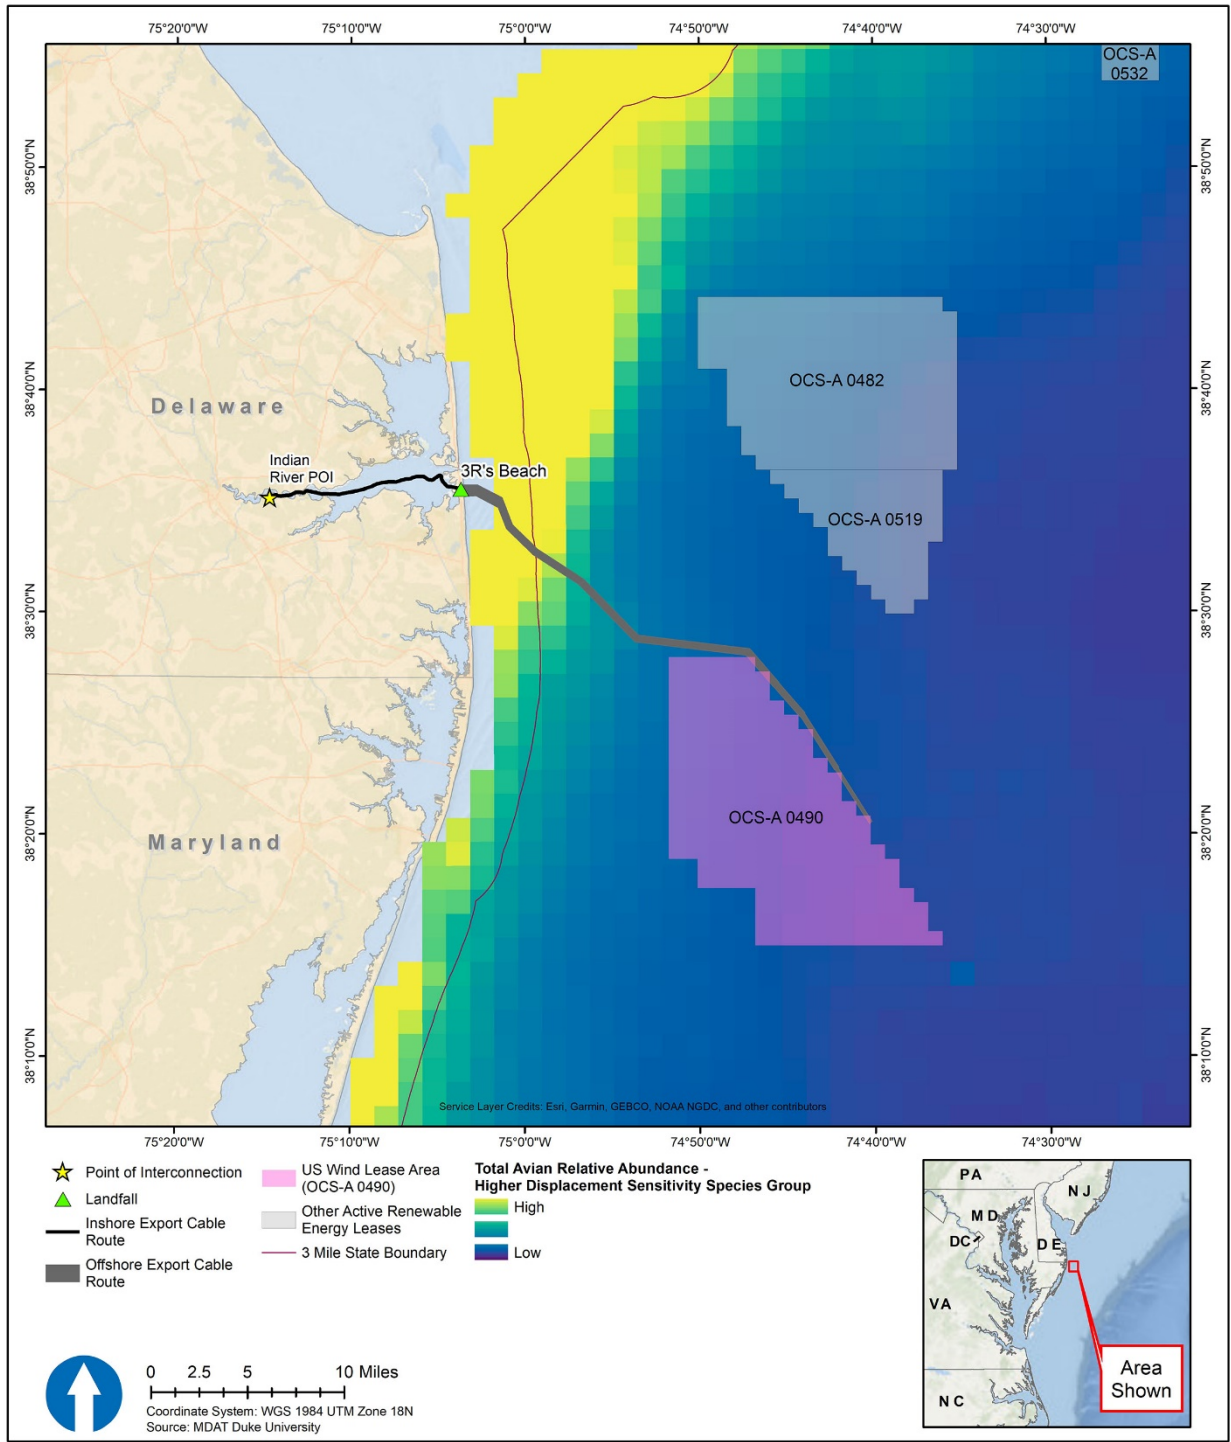 75°20'0"W
75°10'0"W
75°0'0"W
74°50'0"W
74°40'0"W
74°30'0"W
OCS-A
0532
38°50'0"N
38°50'0"N
OCS-A 0482
38°40'0"N
38°40'0"N
Delaware
Indian
River POI
3R's Beach
OCS-A 0519
38°30'0"N
38°30'0"N
OCS-A 0490
38°20'0"N
38°20'0"N
Maryland
38°10'0"N
38°10'0"N
Service Layer Credits: Esri, Garmin, GEBCO, NOAA NGDC, and other contributors
75°20'0"W
75°10'0"W
75°0'0"W
74°50'0"W
74°40'0"W
74°30'0"W
Point of Interconnection
Landfall
Inshore Export Cable
Route
Offshore Export Cable
Route
US Wind Lease Area
(OCS-A 0490)
Other Active Renewable
Energy Leases
3 Mile State Boundary
Total Avian Relative Abundance -
Higher Displacement Sensitivity Species Group
High
Low
PA
NJ
MD
DC
DE
VA
NC
Area
Shown
0 2.5 5 10 Miles
Coordinate System: WGS 1984 UTM Zone 18N
Source: MDAT Duke University